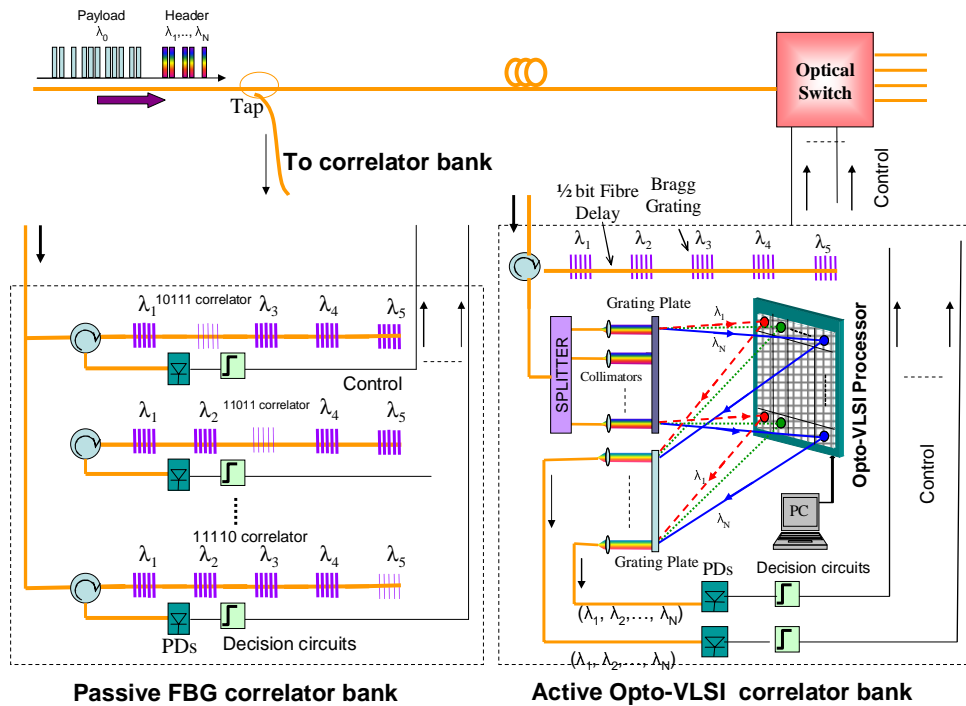 Payload
λ0
Header
λ1,.., λN
Tap
To correlator bank
Optical
Switch
Control
½ bit Fibre
Delay
Bragg
Grating
λ1 λ2 λ3 λ4 λ5
λ1 10111 correlator λ3 λ4 λ5
Control
λ1 λ2 11011 correlator λ4 λ5
11110 correlator
λ1 λ2 λ3 λ4 λ5
PDs
Decision circuits
Passive FBG correlator bank
Grating Plate
SPLITTER
Collimators
λ1
λN
Opto-VLSI Processor
λ1
λN
PC
Control
Grating Plate
PDs
Decision circuits
(λ1, λ2,..., λN)
(λ1, λ2,..., λN)
Active Opto-VLSI correlator bank